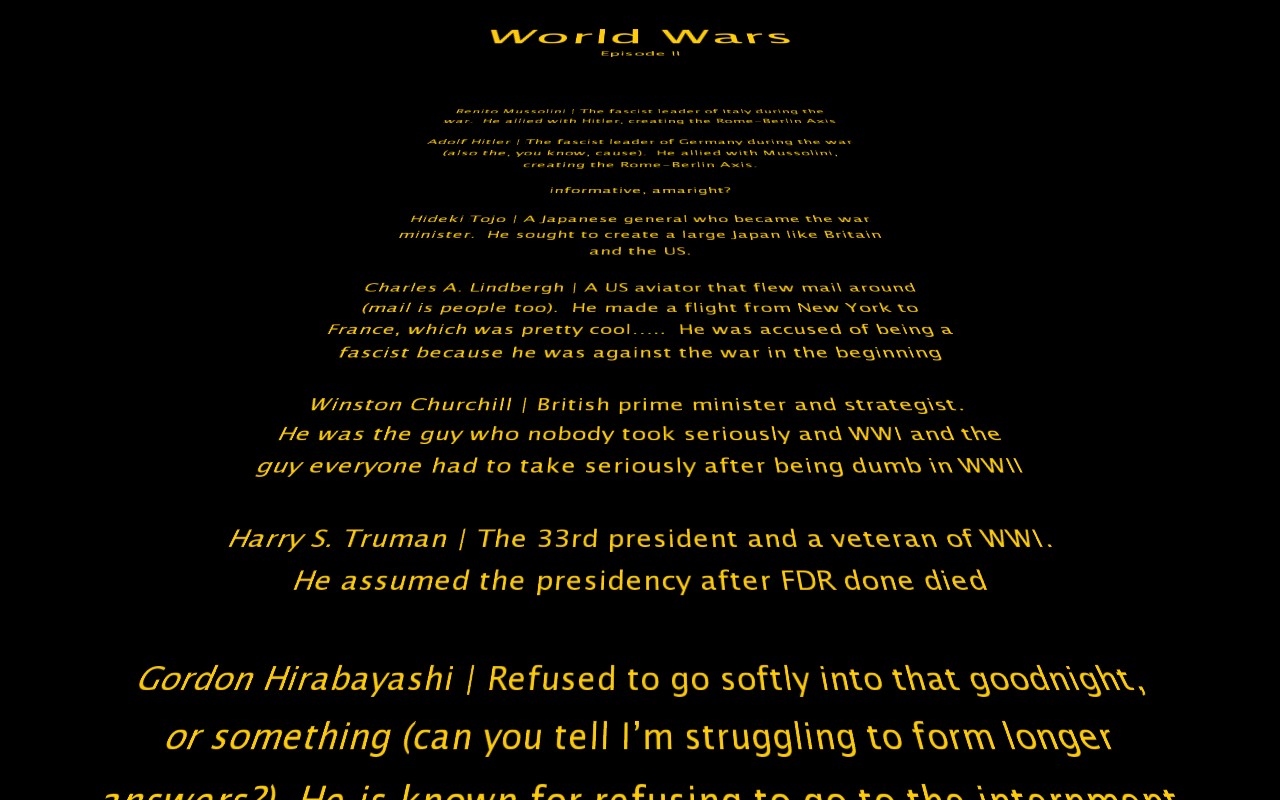 World Wars
Episode II
Benito Mussolini | The fascist leader of Italy during the
war.  He allied with Hitler, creating the Rome-Berlin Axis
Adolf Hitler | The fascist leader of Germany during the war
(also the, you know, cause).  He allied with Mussolini,
creating the Rome-Berlin Axis.
informative, amaright?
Hideki Tojo | A Japanese general who became the war
minister.  He sought to create a large Japan like Britain
and the US.
Charles A. Lindbergh | A US aviator that flew mail around
(mail is people too).  He made a flight from New York to
France, which was pretty cool.....  He was accused of being a
fascist because he was against the war in the beginning
Winston Churchill | British prime minister and strategist.
He was the guy who nobody took seriously and WWI and the
guy everyone had to take seriously after being dumb in WWII
Harry S. Truman | The 33rd president and a veteran of WWI.
He assumed the presidency after FDR done died
Gordon Hirabayashi | Refused to go softly into that goodnight,
or something (can you tell I'm struggling to form longer
answers?)  He is known for refusing to go to the internment